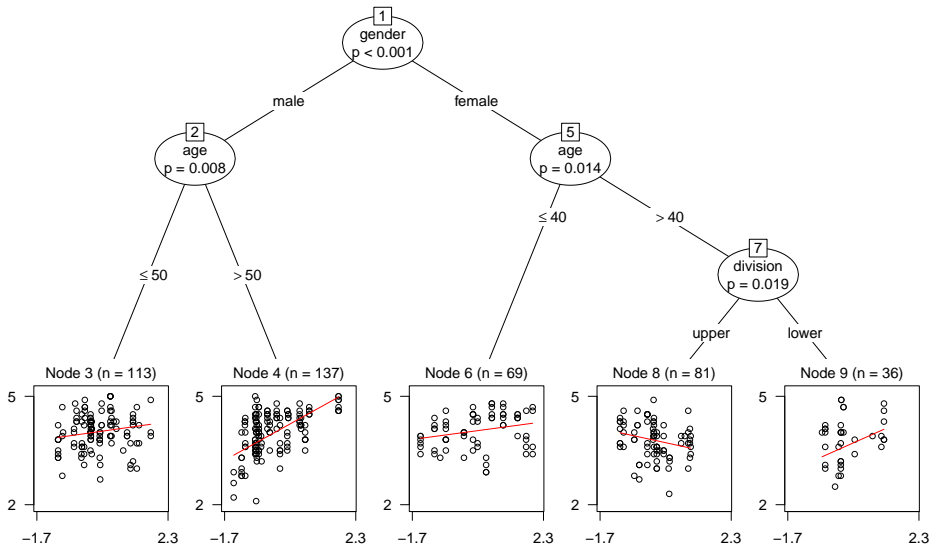 1
gender
p < 0.001
male
female
2
age
p = 0.008
5
age
p = 0.014
≤ 40
> 40
7
division
p = 0.019
≤ 50
> 50
upper
lower
Node 3 (n = 113)
Node 4 (n = 137)
Node 6 (n = 69)
Node 8 (n = 81)
Node 9 (n = 36)
5
5
5
5
5
2
2
2
2
2
−1.7 2.3
−1.7 2.3
−1.7 2.3
−1.7 2.3
−1.7 2.3